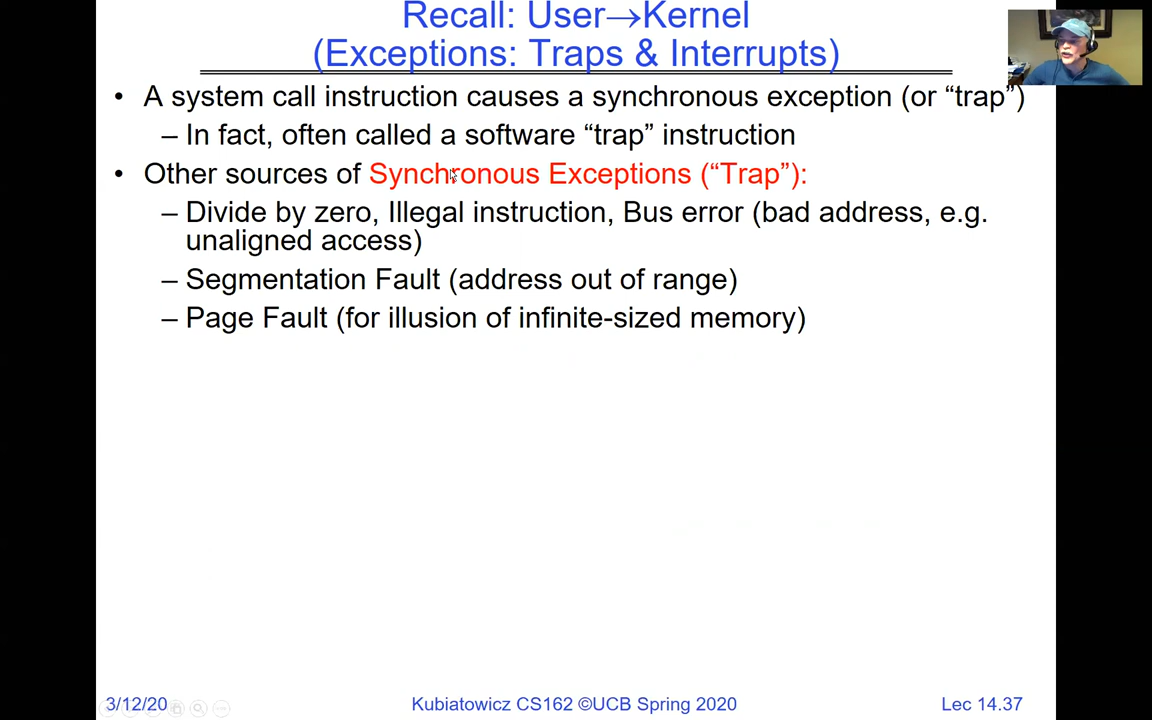 Recall: User→Kernel
(Exceptions: Traps & Interrupts)
• A system call instruction causes a synchronous exception (or “trap”)
– In fact, often called a software “trap” instruction
• Other sources of Synchronous Exceptions (“Trap”):
– Divide by zero, Illegal instruction, Bus error (bad address, e.g.
unaligned access)
– Segmentation Fault (address out of range)
– Page Fault (for illusion of infinite-sized memory)
3/12/20 Kubiatowicz CS162 ©UCB Spring 2020 Lec 14.37